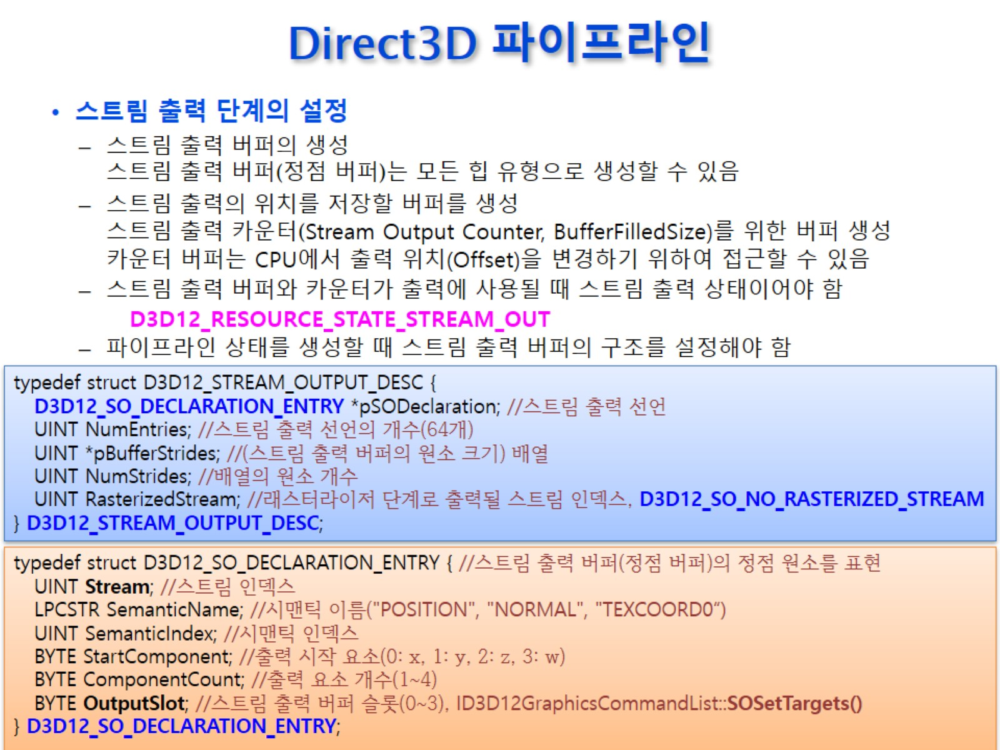 Direct3D 파이프라인
• 스트림 출력 단계의 설정
– 스트림 출력 버퍼의 생성
스트림 출력 버퍼(정점 버퍼)는 모든 힙 유형으로 생성할 수 있음
– 스트림 출력의 위치를 저장할 버퍼를 생성
스트림 출력 카운터(Stream Output Counter, BufferFilledSize)를 위한 버퍼 생성
카운터 버퍼는 CPU에서 출력 위치(Offset)을 변경하기 위하여 접근할 수 있음
– 스트림 출력 버퍼와 카운터가 출력에 사용될 때 스트림 출력 상태이어야 함
D3D12_RESOURCE_STATE_STREAM_OUT
– 파이프라인 상태를 생성할 때 스트림 출력 버퍼의 구조를 설정해야 함
typedef struct D3D12_STREAM_OUTPUT_DESC {
D3D12_SO_DECLARATION_ENTRY *pSODeclaration; //스트림 출력 선언
UINT NumEntries; //스트림 출력 선언의 개수(64개)
UINT *pBufferStrides; //(스트림 출력 버퍼의 원소 크기) 배열
UINT NumStrides; //배열의 원소 개수
UINT RasterizedStream; //래스터라이저 단계로 출력될 스트림 인덱스, D3D12_SO_NO_RASTERIZED_STREAM
} D3D12_STREAM_OUTPUT_DESC;
typedef struct D3D12_SO_DECLARATION_ENTRY { //스트림 출력 버퍼(정점 버퍼)의 정점 원소를 표현
UINT Stream; //스트림 인덱스
LPCSTR SemanticName; //시맨틱 이름("POSITION", "NORMAL", "TEXCOORD0“)
UINT SemanticIndex; //시맨틱 인덱스
BYTE StartComponent; //출력 시작 요소(0: x, 1: y, 2: z, 3: w)
BYTE ComponentCount; //출력 요소 개수(1~4)
BYTE OutputSlot; //스트림 출력 버퍼 슬롯(0~3), ID3D12GraphicsCommandList::SOSetTargets()
} D3D12_SO_DECLARATION_ENTRY;